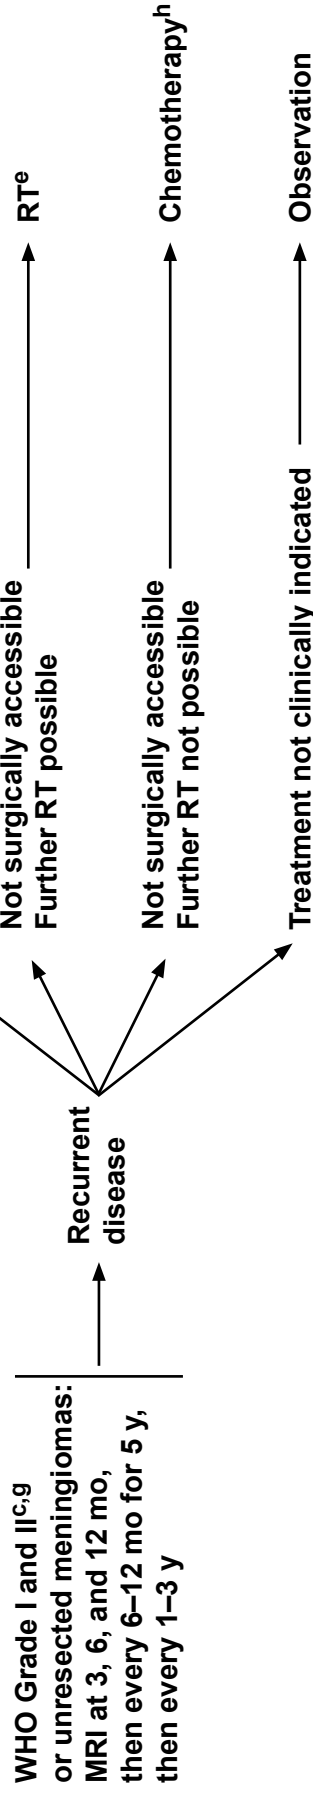 WHO Grade I and IIc,g
or unresected meningiomas:
MRI at 3, 6, and 12 mo,
then every 6–12 mo for 5 y,
then every 1–3 y
Recurrent
disease
Not surgically accessible
Further RT possible
RTe
Not surgically accessible
Further RT not possible
Chemotherapyh
Treatment not clinically indicated
Observation